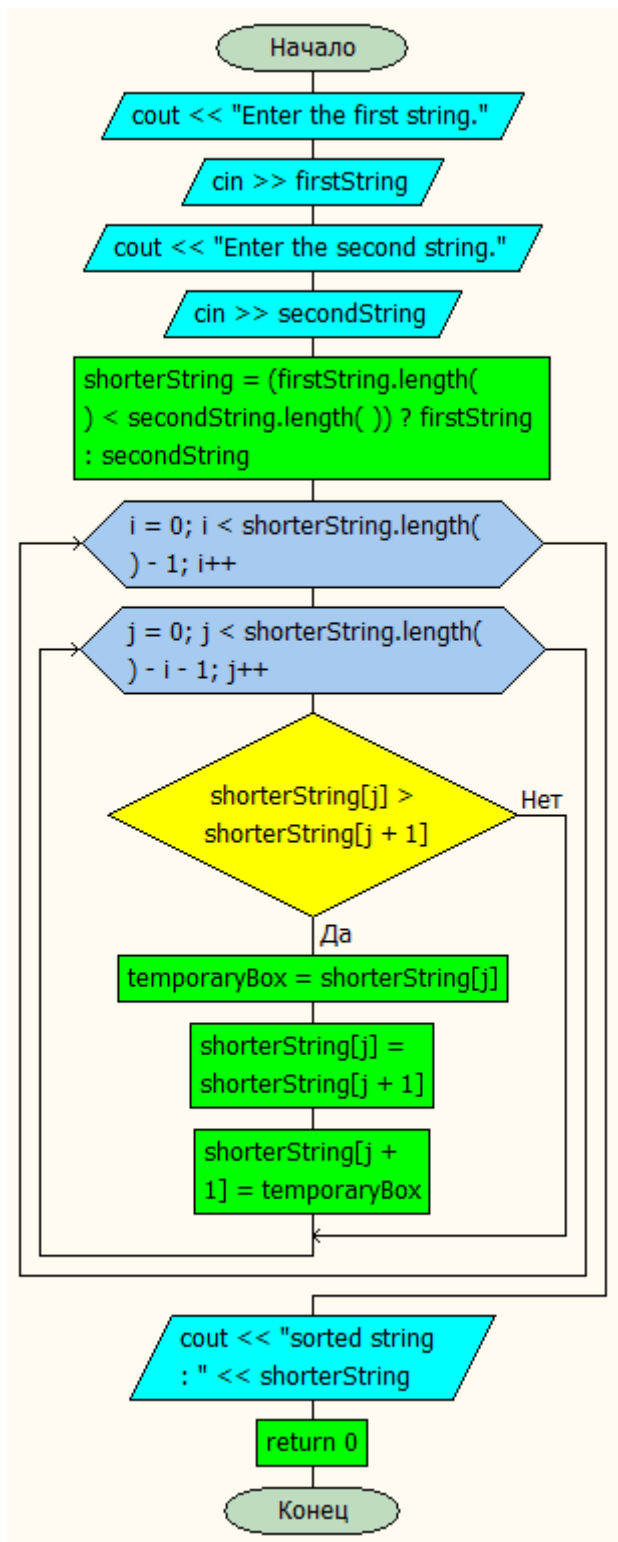 Начало
cout << "Enter the first string."
cin >> firstString
cout << "Enter the second string."
cin >> secondString
shorterString = (firstString.length(
) < secondString.length( )) ? firstString
: secondString
i = 0; i < shorterString.length(
) - 1; i++
j = 0; j < shorterString.length(
) - i - 1; j++
shorterString[j] >
shorterString[j + 1]
Нет
Да
temporaryBox = shorterString[j]
shorterString[j] =
shorterString[j + 1]
shorterString[j +
1] = temporaryBox
cout << "sorted string
: " << shorterString
return 0
Конец